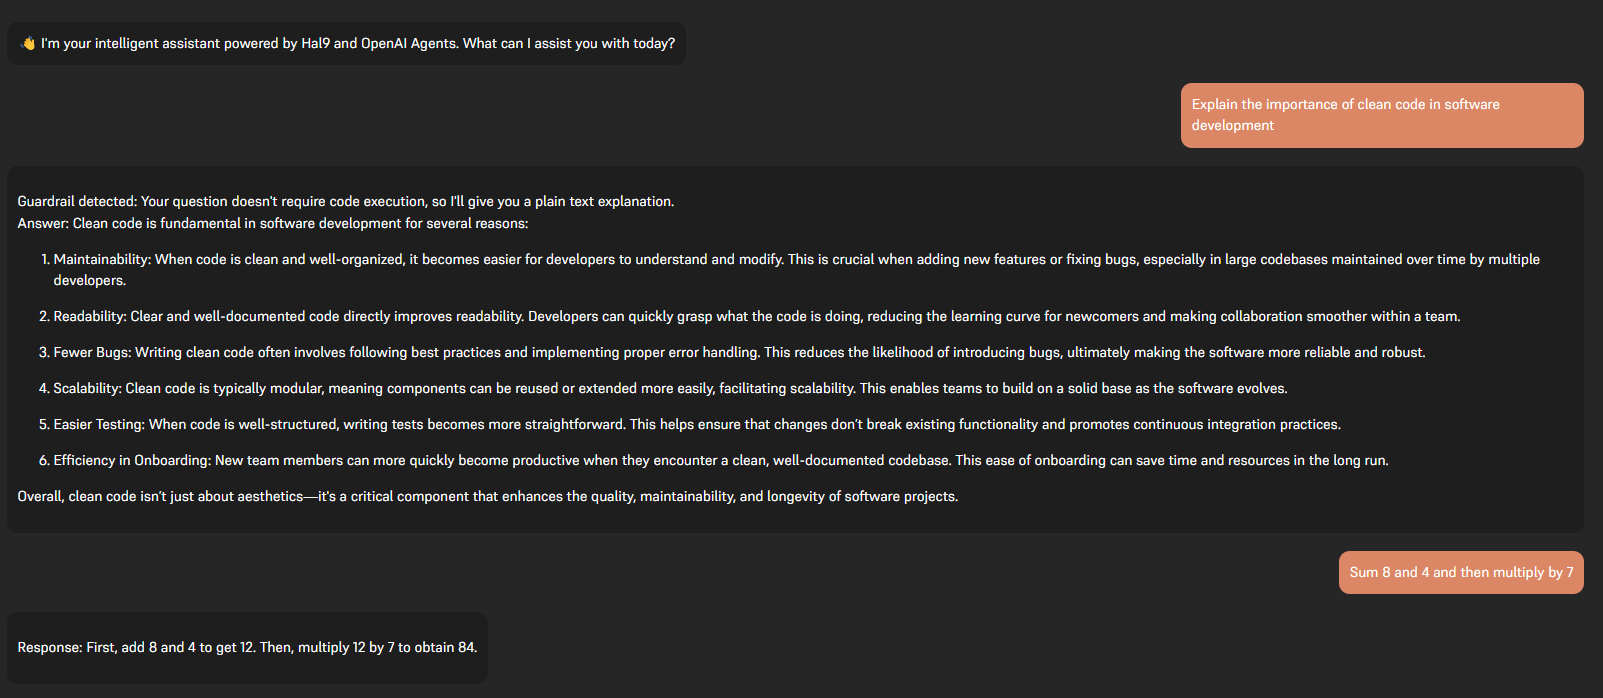 👋 I'm your intelligent assistant powered by Hal9 and OpenAI Agents. What can I assist you with today?
Explain the importance of clean code in software
development
Guardrail detected: Your question doesn't require code execution, so I'll give you a plain text explanation.
Answer: Clean code is fundamental in software development for several reasons:
1. Maintainability: When code is clean and well-organized, it becomes easier for developers to understand and modify. This is crucial when adding new features or fixing bugs, especially in large codebases maintained over time by multiple
developers.
2. Readability: Clear and well-documented code directly improves readability. Developers can quickly grasp what the code is doing, reducing the learning curve for newcomers and making collaboration smoother within a team.
3. Fewer Bugs: Writing clean code often involves following best practices and implementing proper error handling. This reduces the likelihood of introducing bugs, ultimately making the software more reliable and robust.
4. Scalability: Clean code is typically modular, meaning components can be reused or extended more easily, facilitating scalability. This enables teams to build on a solid base as the software evolves.
5. Easier Testing: When code is well-structured, writing tests becomes more straightforward. This helps ensure that changes don't break existing functionality and promotes continuous integration practices.
6. Efficiency in Onboarding: New team members can more quickly become productive when they encounter a clean, well-documented codebase. This ease of onboarding can save time and resources in the long run.
Overall, clean code isn't just about aesthetics—it's a critical component that enhances the quality, maintainability, and longevity of software projects.
Sum 8 and 4 and then multiply by 7
Response: First, add 8 and 4 to get 12. Then, multiply 12 by 7 to obtain 84.